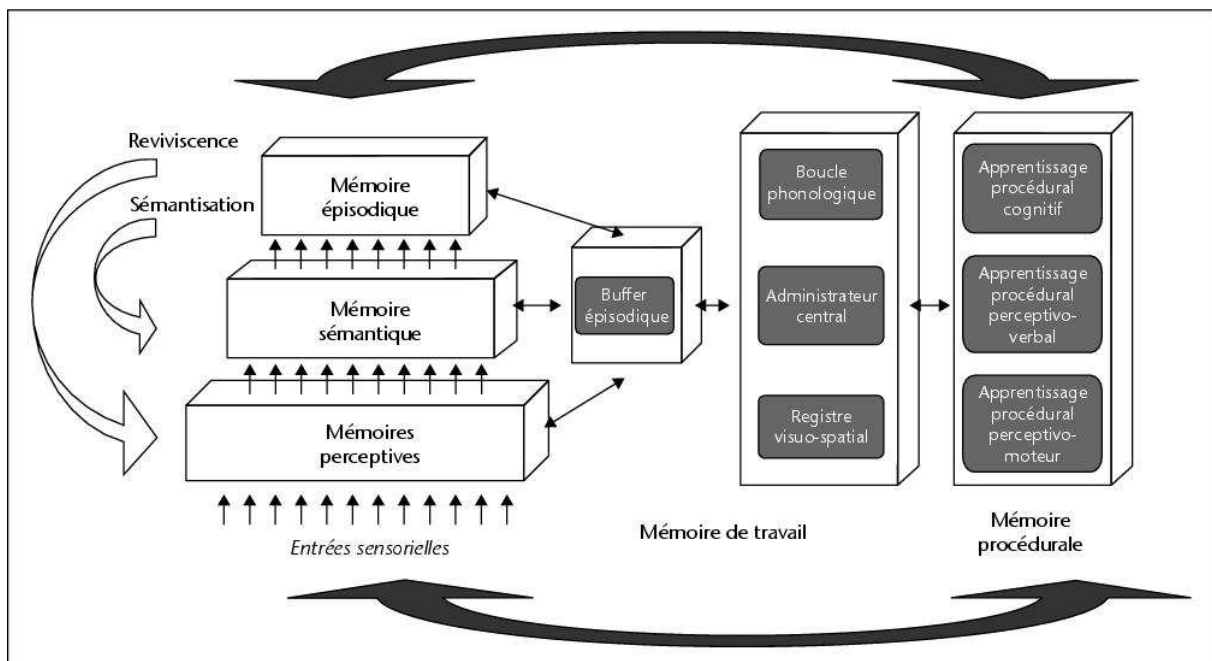 Reviviscence
Sémantisation
Mémoire
épisodique
Mémoire
sémantique
Mémoires
perceptives
Entrées sensorielles
Buffer
épisodique
Boucle
phonologique
Administrateur
central
Registre
visuo-spatial
Mémoire de travail
Apprentissage
procédural
cognitif
Apprentissage
procédural
perceptivo-
verbal
Apprentissage
procédural
perceptivo-
moteur
Mémoire
procédurale